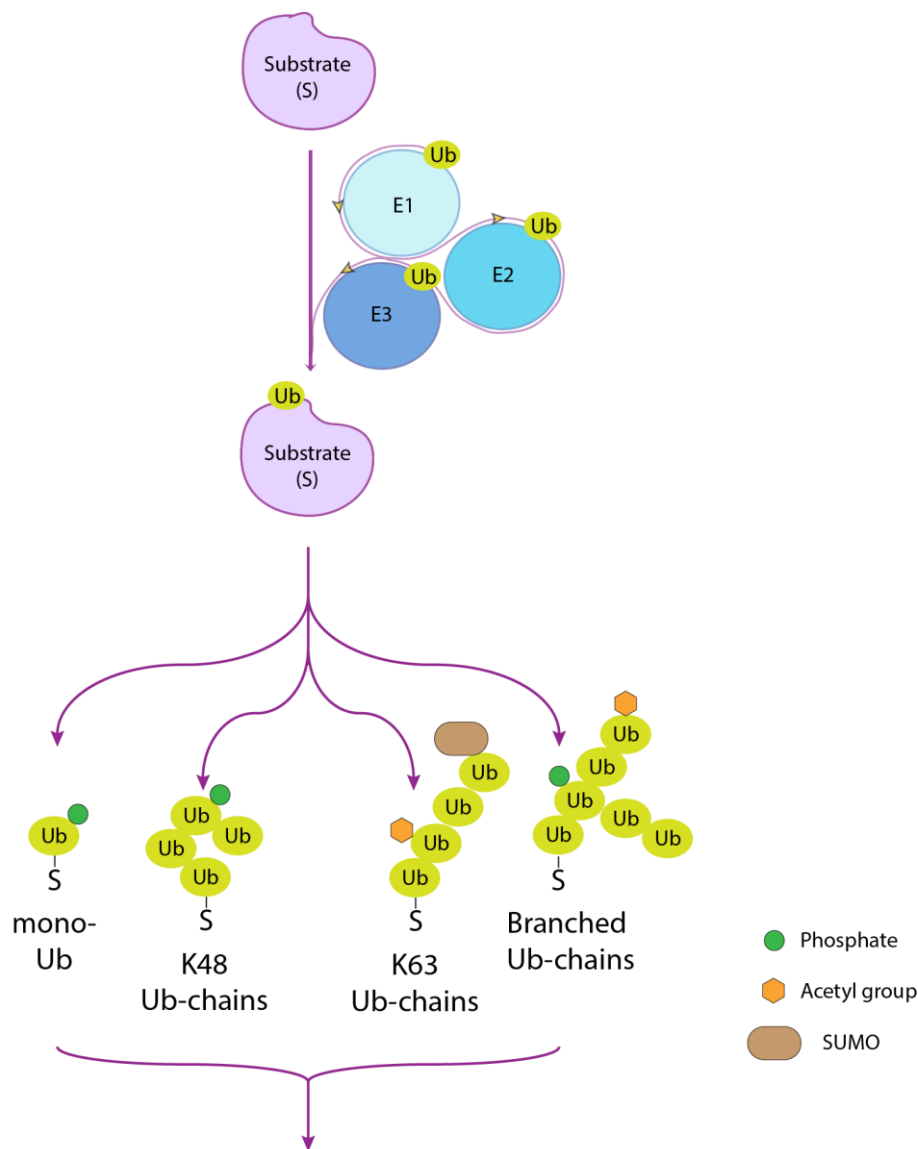 Substrate
(S)
Ub
E1
Ub
E2
Ub
E3
Ub
Substrate
(S)
Ub
S
mono-
Ub
Ub
Ub
Ub
Ub
S
K48
Ub-chains
Ub
Ub
Ub
Ub
S
K63
Ub-chains
Ub
Ub
Ub
Ub
Ub
Ub
S
Branched
Ub-chains
Phosphate
Acetyl group
SUMO